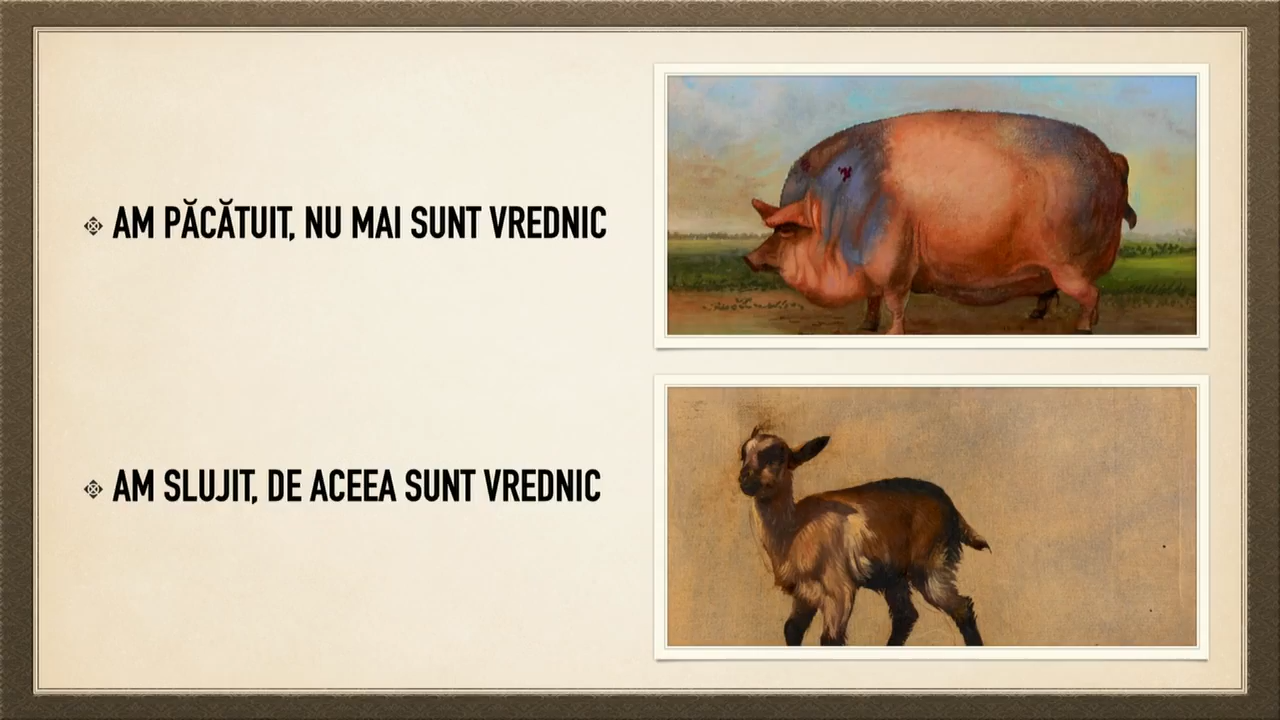 AM PĂCĂTUIT, NU MAI SUNT VREDNIC
AM SLUJIT, DE ACEEA SUNT VREDNIC